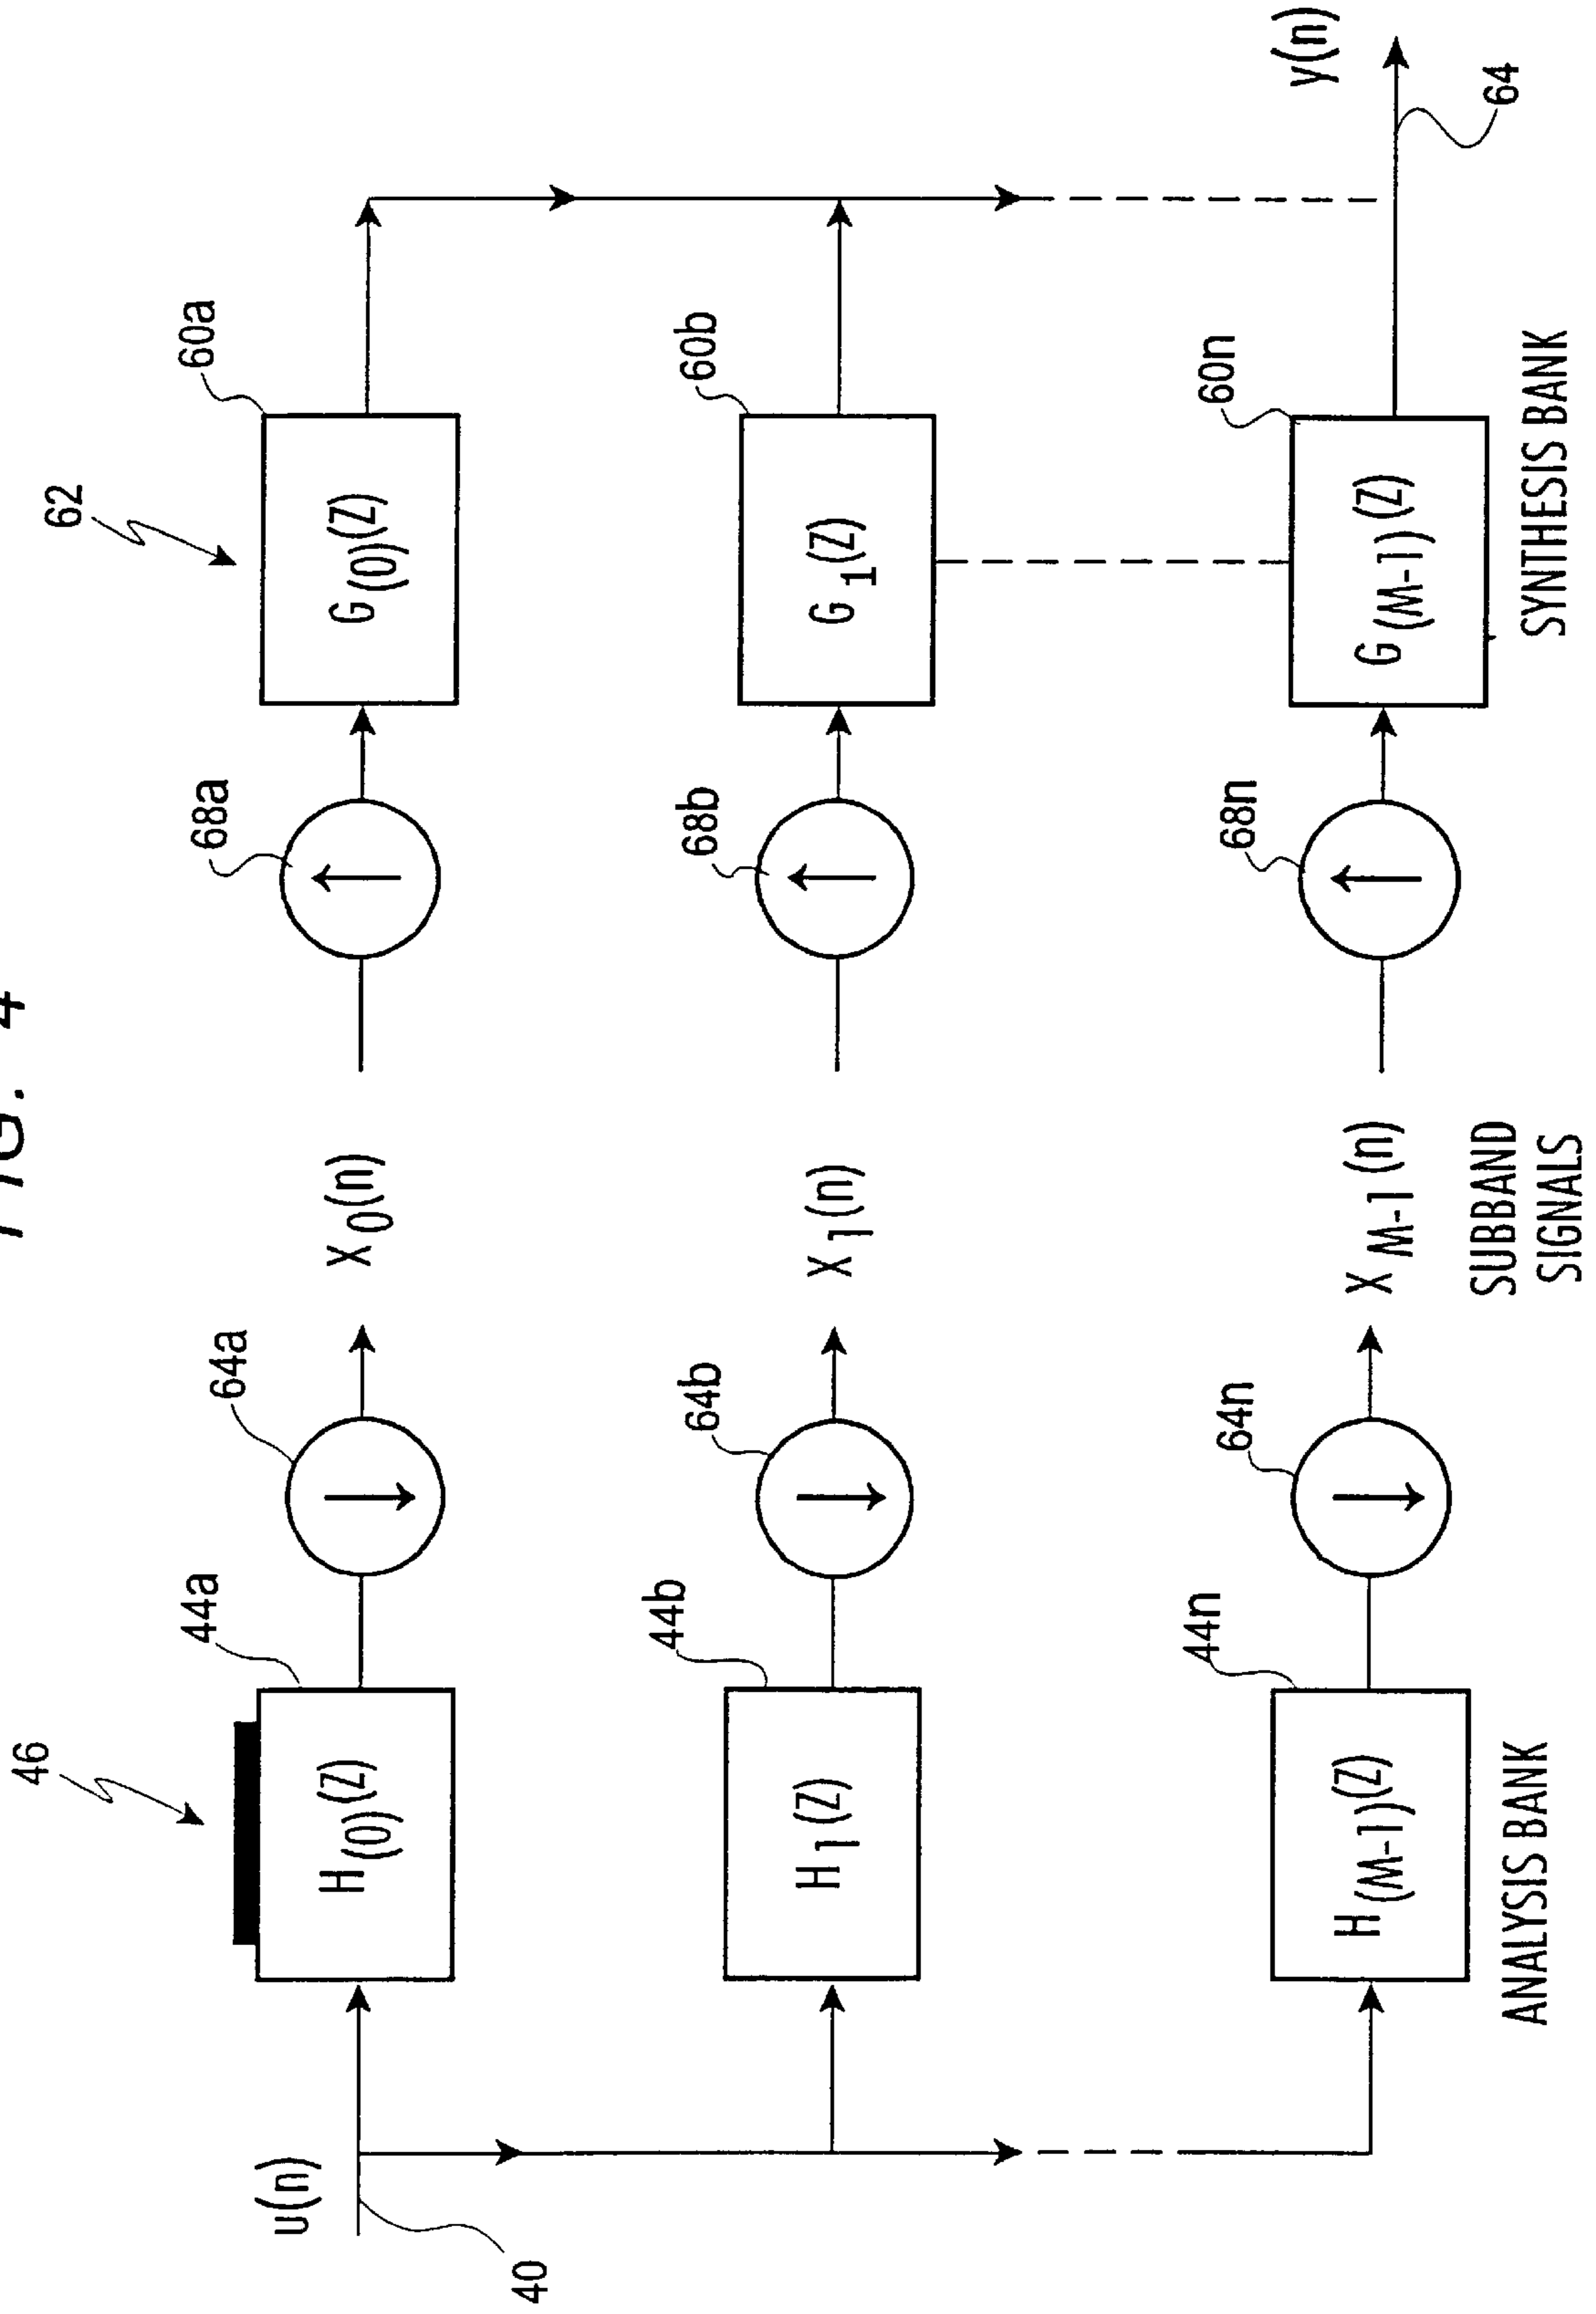 FIG. 4
46
62
44a
64a
68a
60a
u(n)
H(0)(Z)
X0(n)
G(0)(Z)
40
44b
64b
68b
60b
H1(Z)
X1(n)
G1(Z)
44n
64n
68n
60n
y(n)
H(M-1)(Z)
XM-1(n)
G(M-1)(Z)
64
ANALYSIS BANK
SUBBAND
SIGNALS
SYNTHESIS BANK